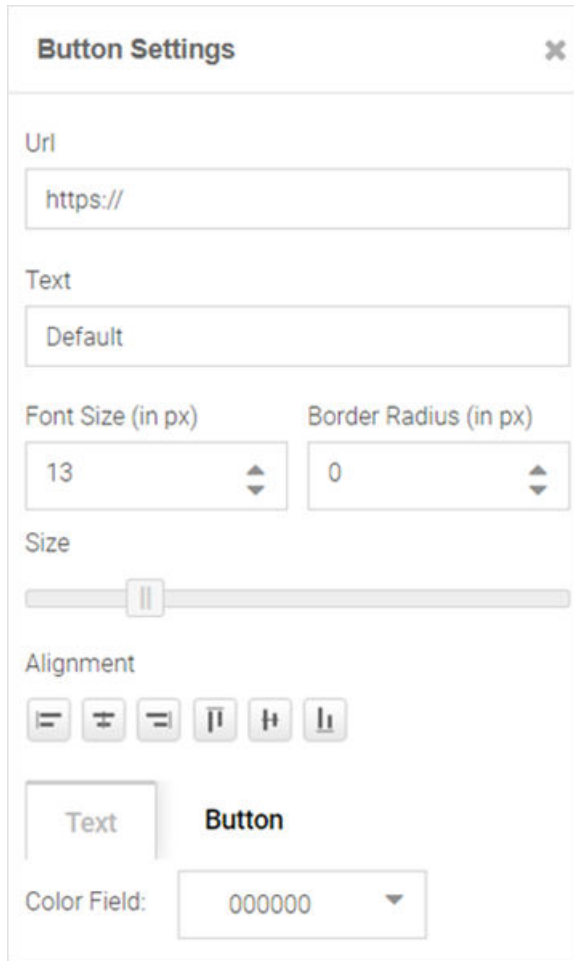 Button Settings
Url
https://
Text
Default
Font Size (in px) Border Radius (in px)
13 0
Size
Alignment
Text Button
Color Field: 000000